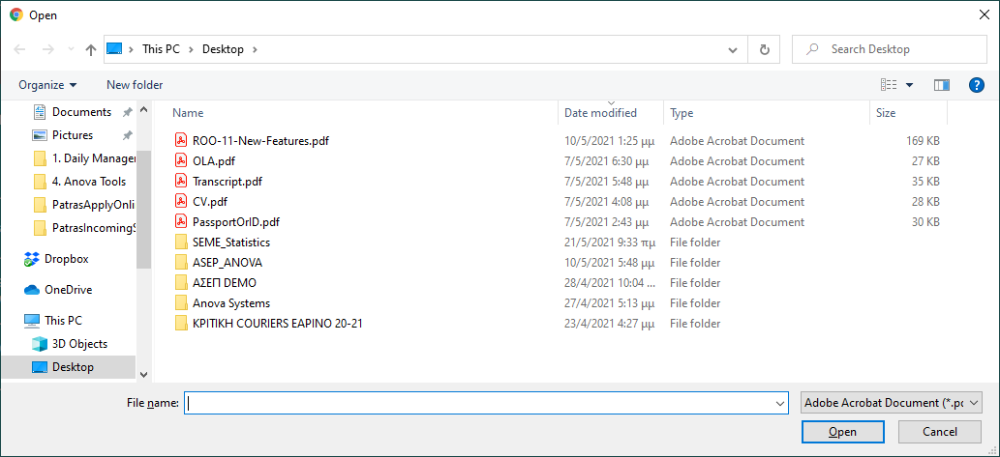 Open
This PC > Desktop >
Search Desktop
Organize
New folder
?
Name Date modified Type Size
Documents
Pictures
1. Daily Manager
4. Anova Tools
PatrasApplyOnli
PatrasIncomingS
Dropbox
OneDrive
This PC
3D Objects
Desktop
ROO-11-New-Features.pdf 10/5/2021 1:25 μμ Adobe Acrobat Document 169 KB
OLA.pdf 7/5/2021 6:30 μμ Adobe Acrobat Document 27 KB
Transcript.pdf 7/5/2021 5:48 μμ Adobe Acrobat Document 35 KB
CV.pdf 7/5/2021 4:08 μμ Adobe Acrobat Document 28 KB
PassportOrID.pdf 7/5/2021 2:43 μμ Adobe Acrobat Document 30 KB
SEME_Statistics 21/5/2021 9:33 πμ File folder
ASEP_ANOVA 10/5/2021 5:48 μμ File folder
ΑΣΕΠ DEMO 28/4/2021 10:04 ... File folder
Anova Systems 27/4/2021 5:13 μμ File folder
ΚΡΙΤΙΚΗ COURIERS ΕΑΡΙΝΟ 20-21 23/4/2021 4:27 μμ File folder
File name:
Adobe Acrobat Document (*.pd
Open
Cancel